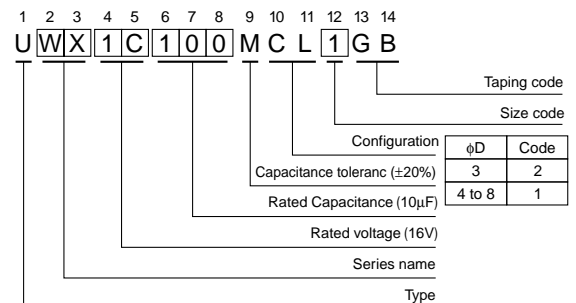 1 2 3 4 5 6 7 8 9 10 11 12 13 14
U W X 1 C 1 0 0 M C L 1 G B
Taping code
Size code
Configuration
ϕD Code
Capacitance toleranc (±20%)
3 2
Rated Capacitance (10µF)
4 to 8 1
Rated voltage (16V)
Series name
Type